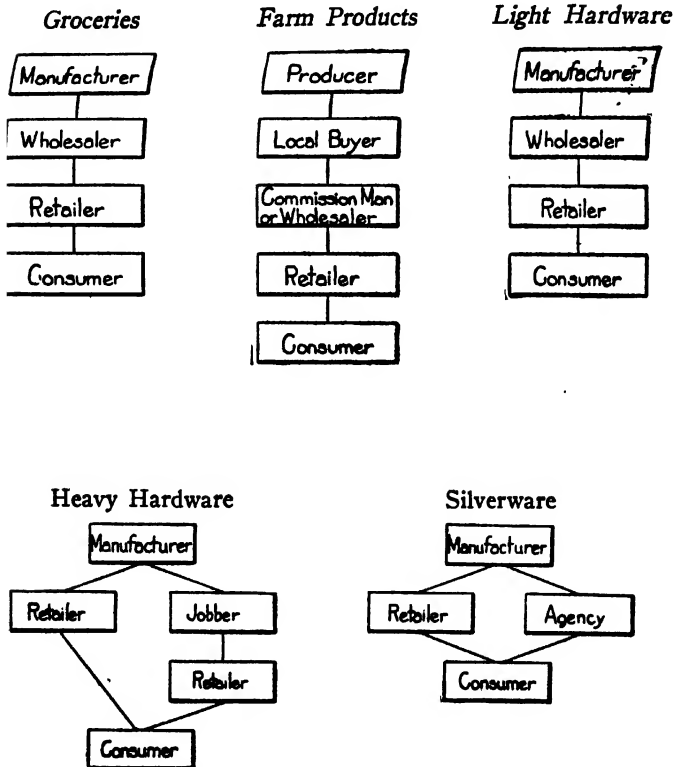 Groceries
Manufacturer
Wholesaler
Retailer
Consumer
Farm Products
Producer
Local Buyer
Commission Man
or Wholesaler
Retailer
Consumer
Light Hardware
Manufacturer
Wholesaler
Retailer
Consumer
Heavy Hardware
Manufacturer
Retailer
Jobber
Retailer
Consumer
Silverware
Manufacturer
Retailer
Agency
Consumer